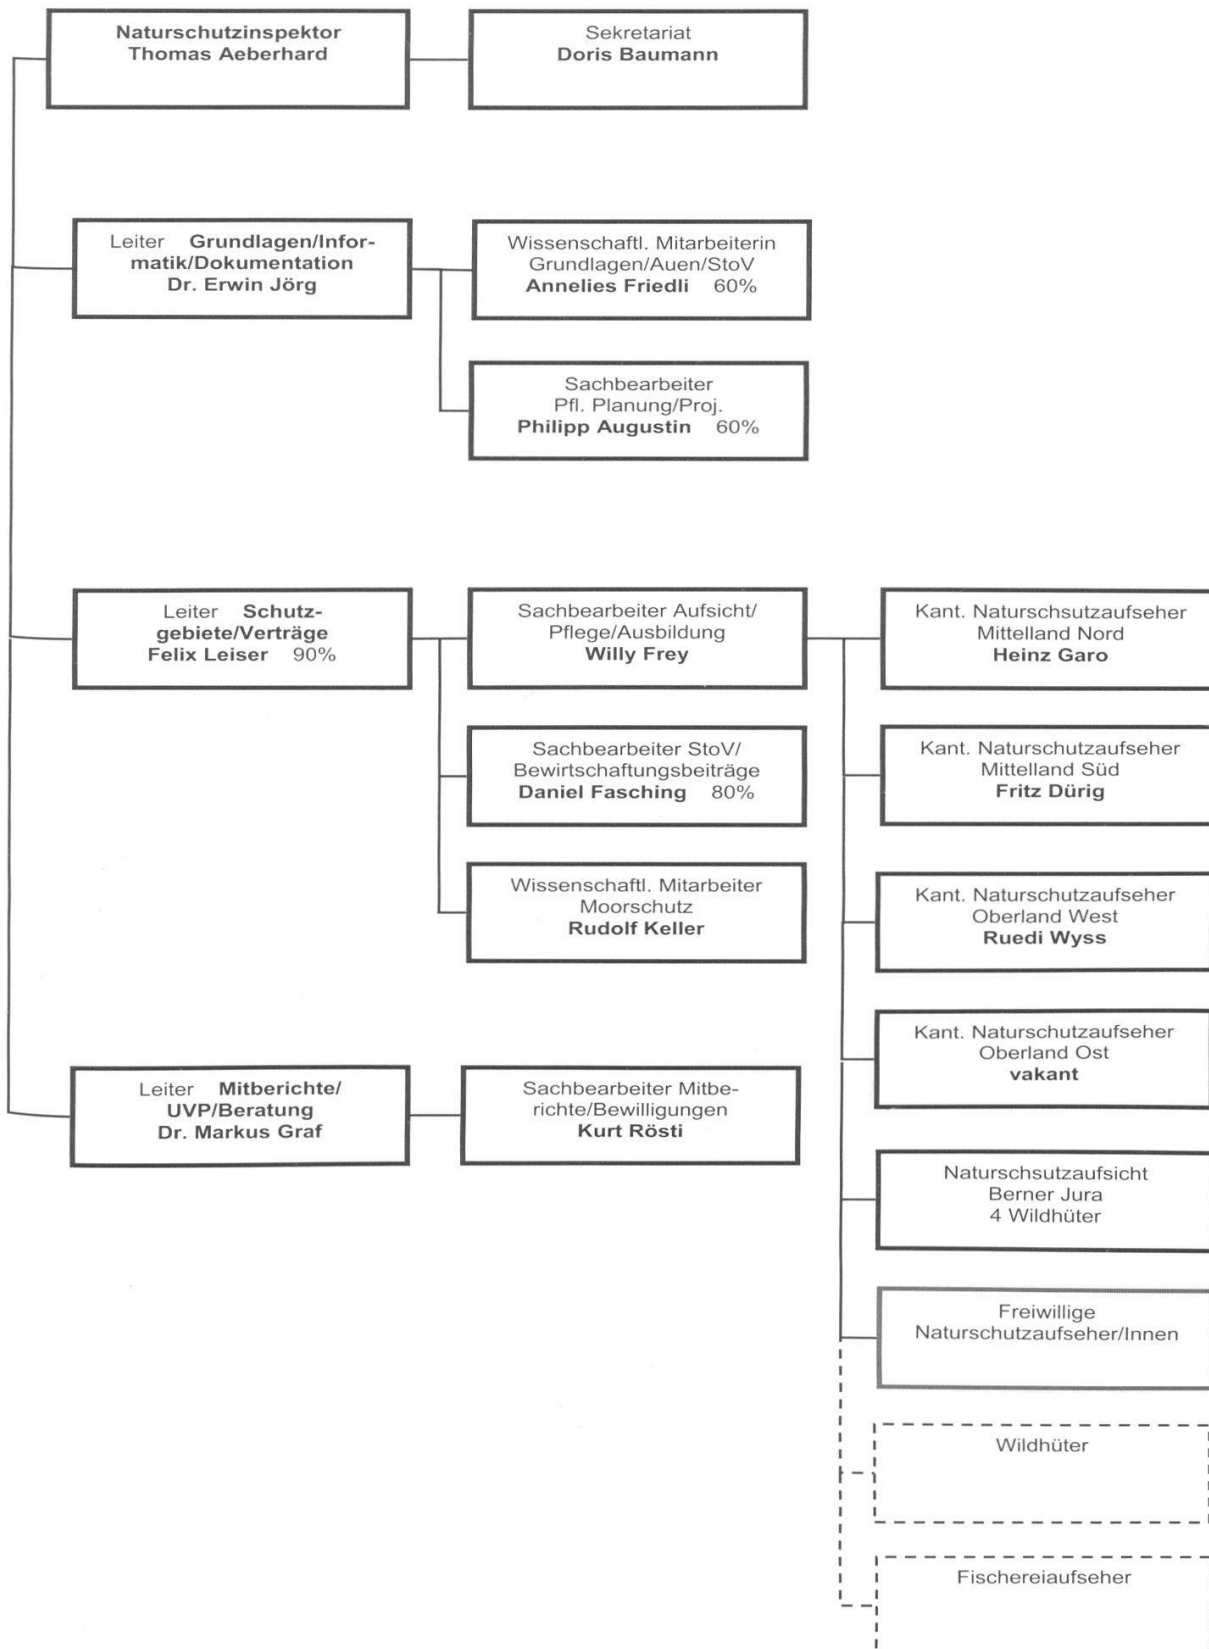 Naturschutzinspektor
Thomas Aeberhard
Sekretariat
Doris Baumann
Leiter Grundlagen/Infor-
matik/Dokumentation
Dr. Erwin Jörg
Wissenschaftl. Mitarbeiterin
Grundlagen/Auen/StoV
Annelies Friedli 60%
Sachbearbeiter
Pfl. Planung/Proj.
Philipp Augustin 60%
Leiter Schutz-
gebiete/Verträge
Felix Leiser 90%
Sachbearbeiter Aufsicht/
Pflege/Ausbildung
Willy Frey
Kant. Naturschsutzaufseher
Mittelland Nord
Heinz Garo
Sachbearbeiter StoV/
Bewirtschaftungsbeiträge
Daniel Fasching 80%
Kant. Naturschutzaufseher
Mittelland Süd
Fritz Dürig
Wissenschaftl. Mitarbeiter
Moorschutz
Rudolf Keller
Kant. Naturschutzaufseher
Oberland West
Ruedi Wyss
Kant. Naturschutzaufseher
Oberland Ost
vakant
Leiter Mitberichte/
UVP/Beratung
Dr. Markus Graf
Sachbearbeiter Mitbe-
richte/Bewilligungen
Kurt Rösti
Naturschsutzaufsicht
Berner Jura
4 Wildhüter
Freiwillige
Naturschutzaufseher/Innen
Wildhüter
Fischereiaufseher